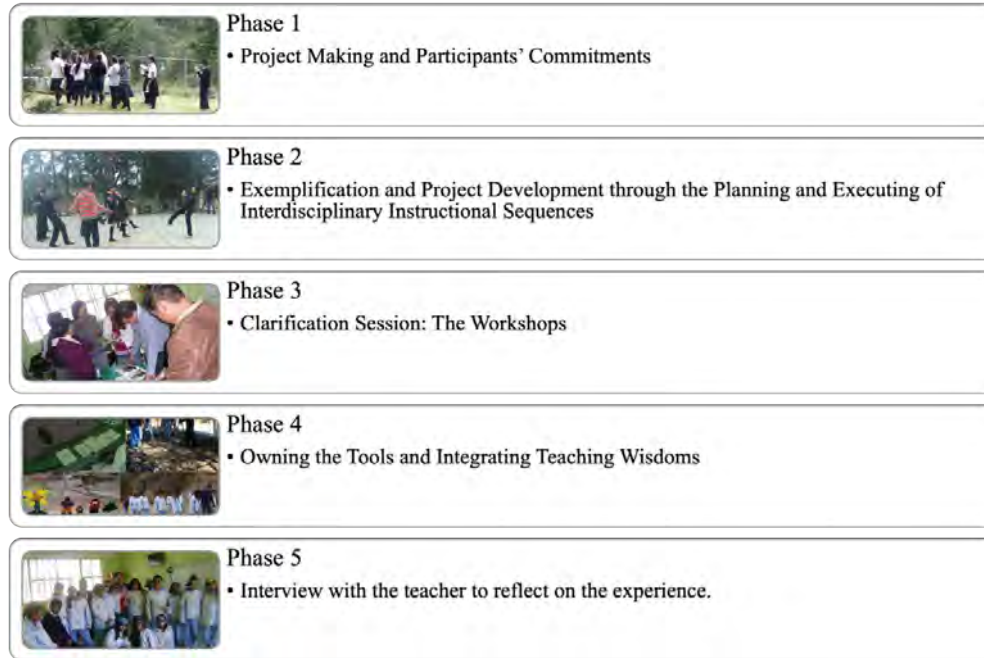 Phase 1
• Project Making and Participants’ Commitments
Phase 2
• Exemplification and Project Development through the Planning and Executing of
Interdisciplinary Instructional Sequences
Phase 3
• Clarification Session: The Workshops
Phase 4
• Owning the Tools and Integrating Teaching Wisdoms
Phase 5
• Interview with the teacher to reflect on the experience.